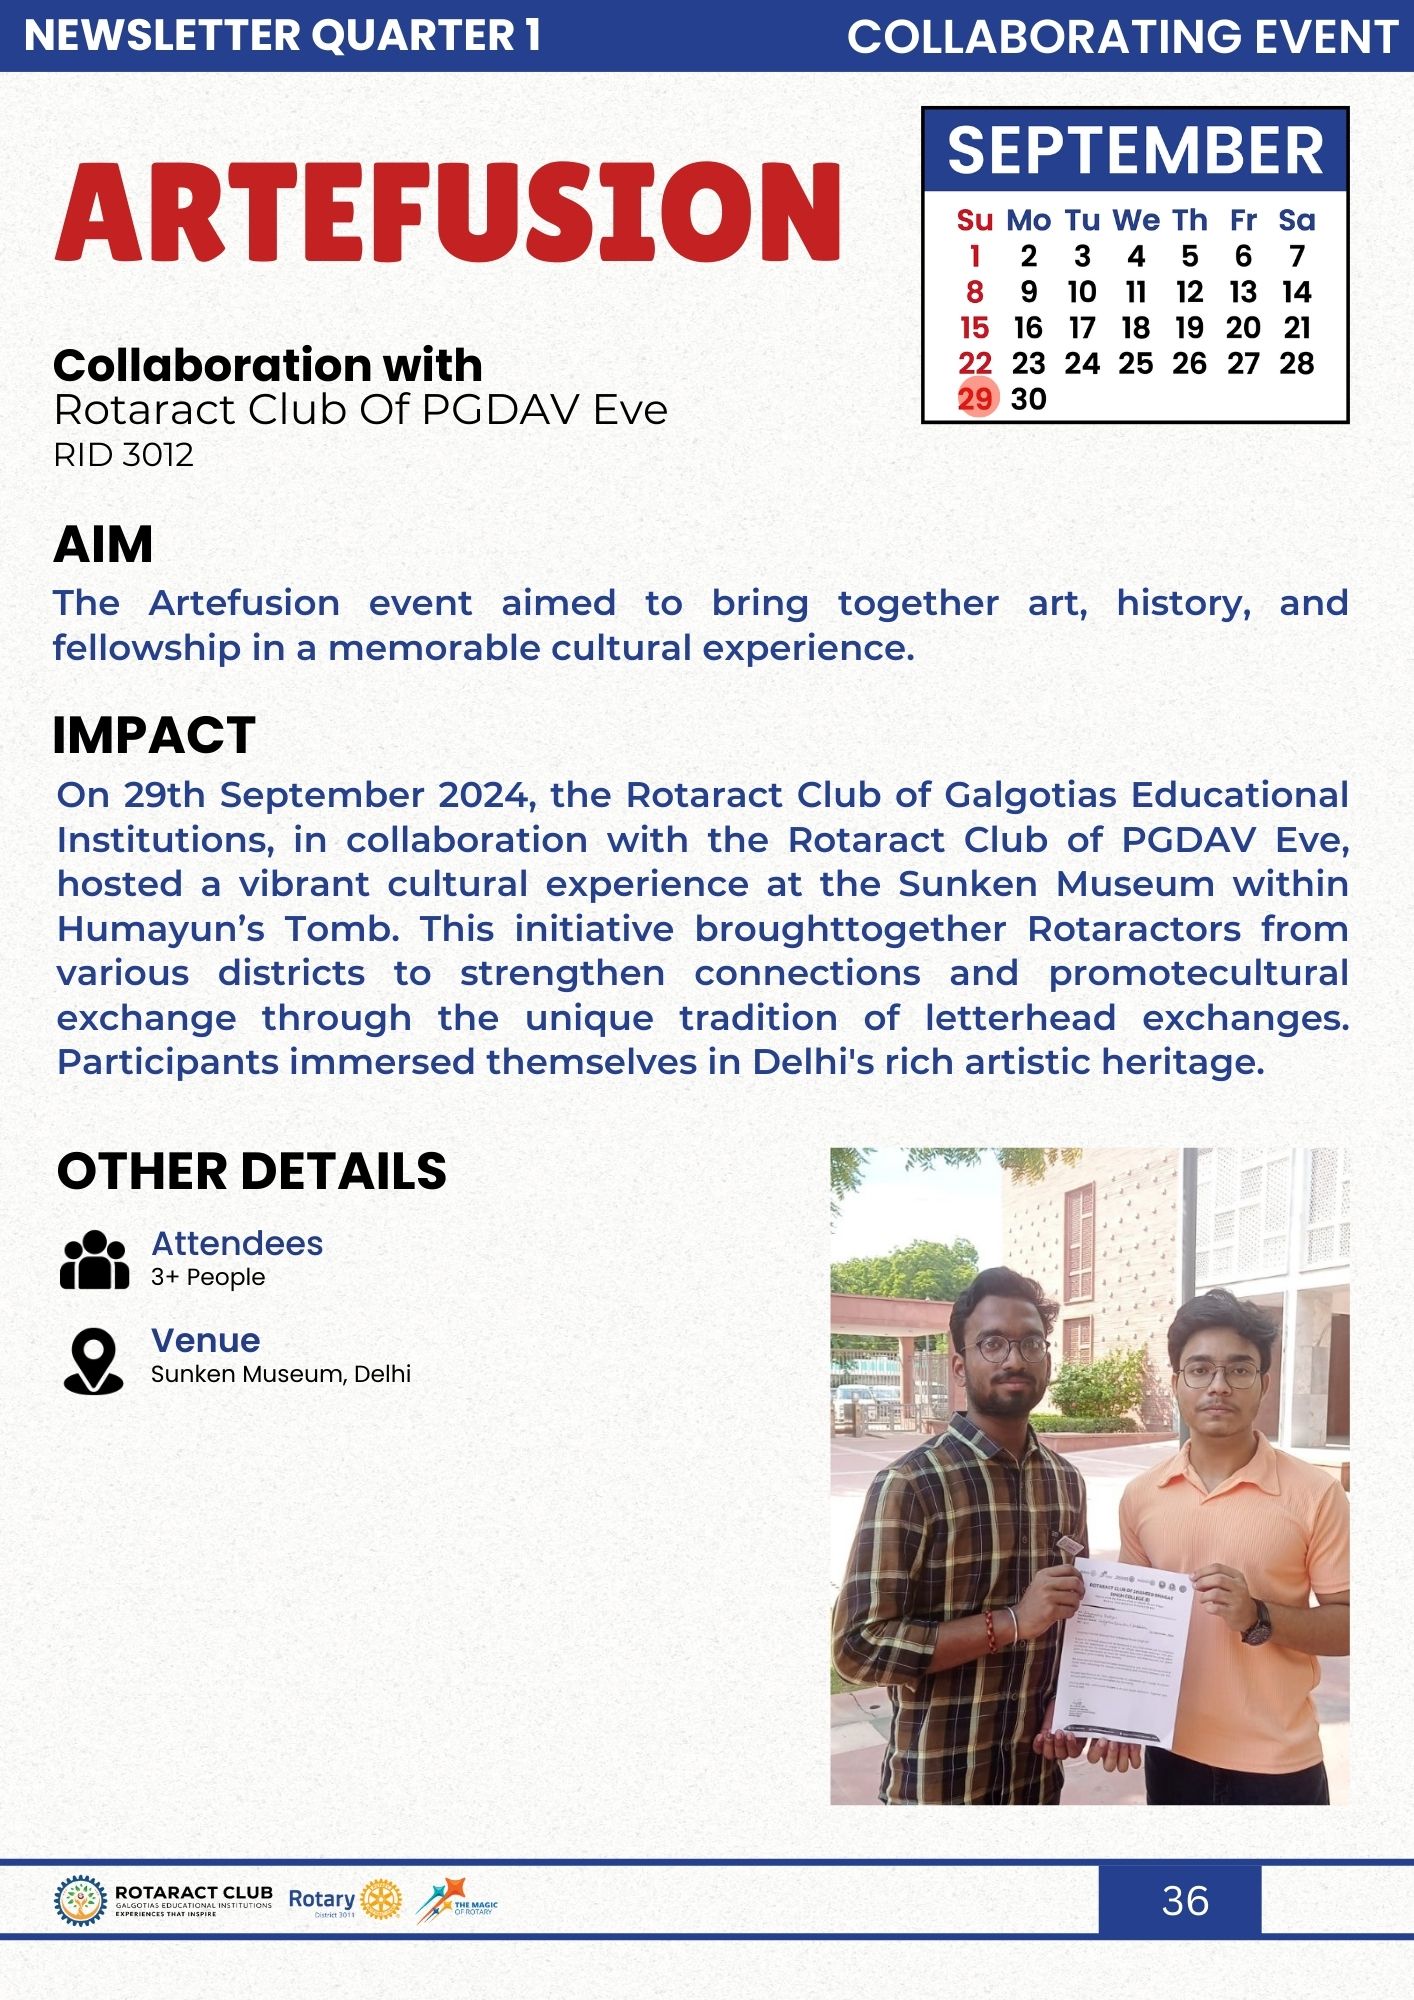 NEWSLETTER QUARTER 1
COLLABORATING EVENT
ARTEFUSION
SEPTEMBER
Su Mo Tu We Th Fr Sa
1 2 3 4 5 6 7
8 9 10 11 12 13 14
15 16 17 18 19 20 21
22 23 24 25 26 27 28
29 30
Collaboration with
Rotaract Club Of PGDAV Eve
RID 3012
AIM
The Artefusion event aimed to bring together art, history, and
fellowship in a memorable cultural experience.
IMPACT
On 29th September 2024, the Rotaract Club of Galgotias Educational
Institutions, in collaboration with the Rotaract Club of PGDAV Eve,
hosted a vibrant cultural experience at the Sunken Museum within
Humayun’s Tomb. This initiative broughttogether Rotaractors from
various districts to strengthen connections and promotecultural
exchange through the unique tradition of letterhead exchanges.
Participants immersed themselves in Delhi's rich artistic heritage.
OTHER DETAILS
Attendees
3+ People
Venue
Sunken Museum, Delhi
ROTARACT CLUB OF SHAHEED BHAGAT
SINGH COLLEGE (E)
ROTARACT CLUB
GALGOTIAS EDUCATIONAL INSTITUTIONS
EXPERIENCES THAT INSPIRE
Rotary
District 3011
THE MAGIC
OF ROTARY
36